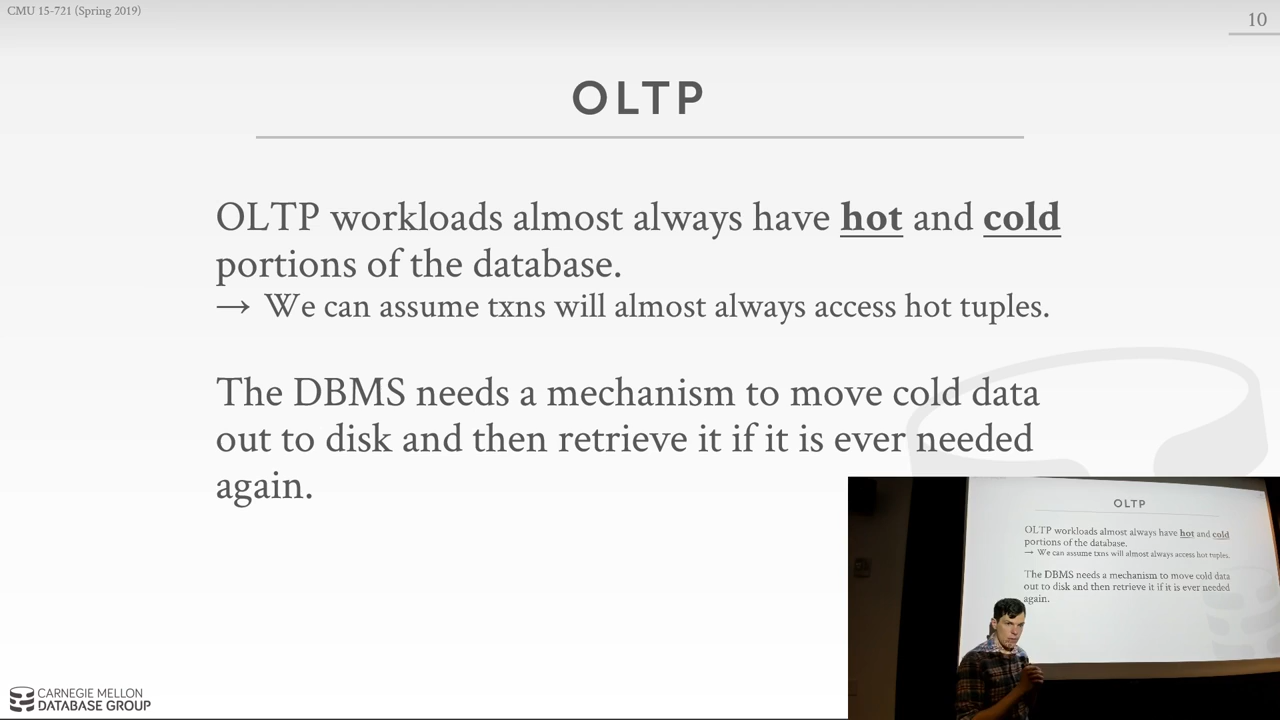 CMU 15-721 (Spring 2019)
10
OLTP
OLTP workloads almost always have hot and cold
portions of the database.
→ We can assume txns will almost always access hot tuples.
The DBMS needs a mechanism to move cold data
out to disk and then retrieve it if it is ever needed
again.
OLTP
OLTP workloads almost always have hot and cold
portions of the database.
→ We can assume txns will almost always access hot tuples.
The DBMS needs a mechanism to move cold data
out to disk and then retrieve it if it is ever needed
again.
CARNEGIE MELLON
DATABASE GROUP